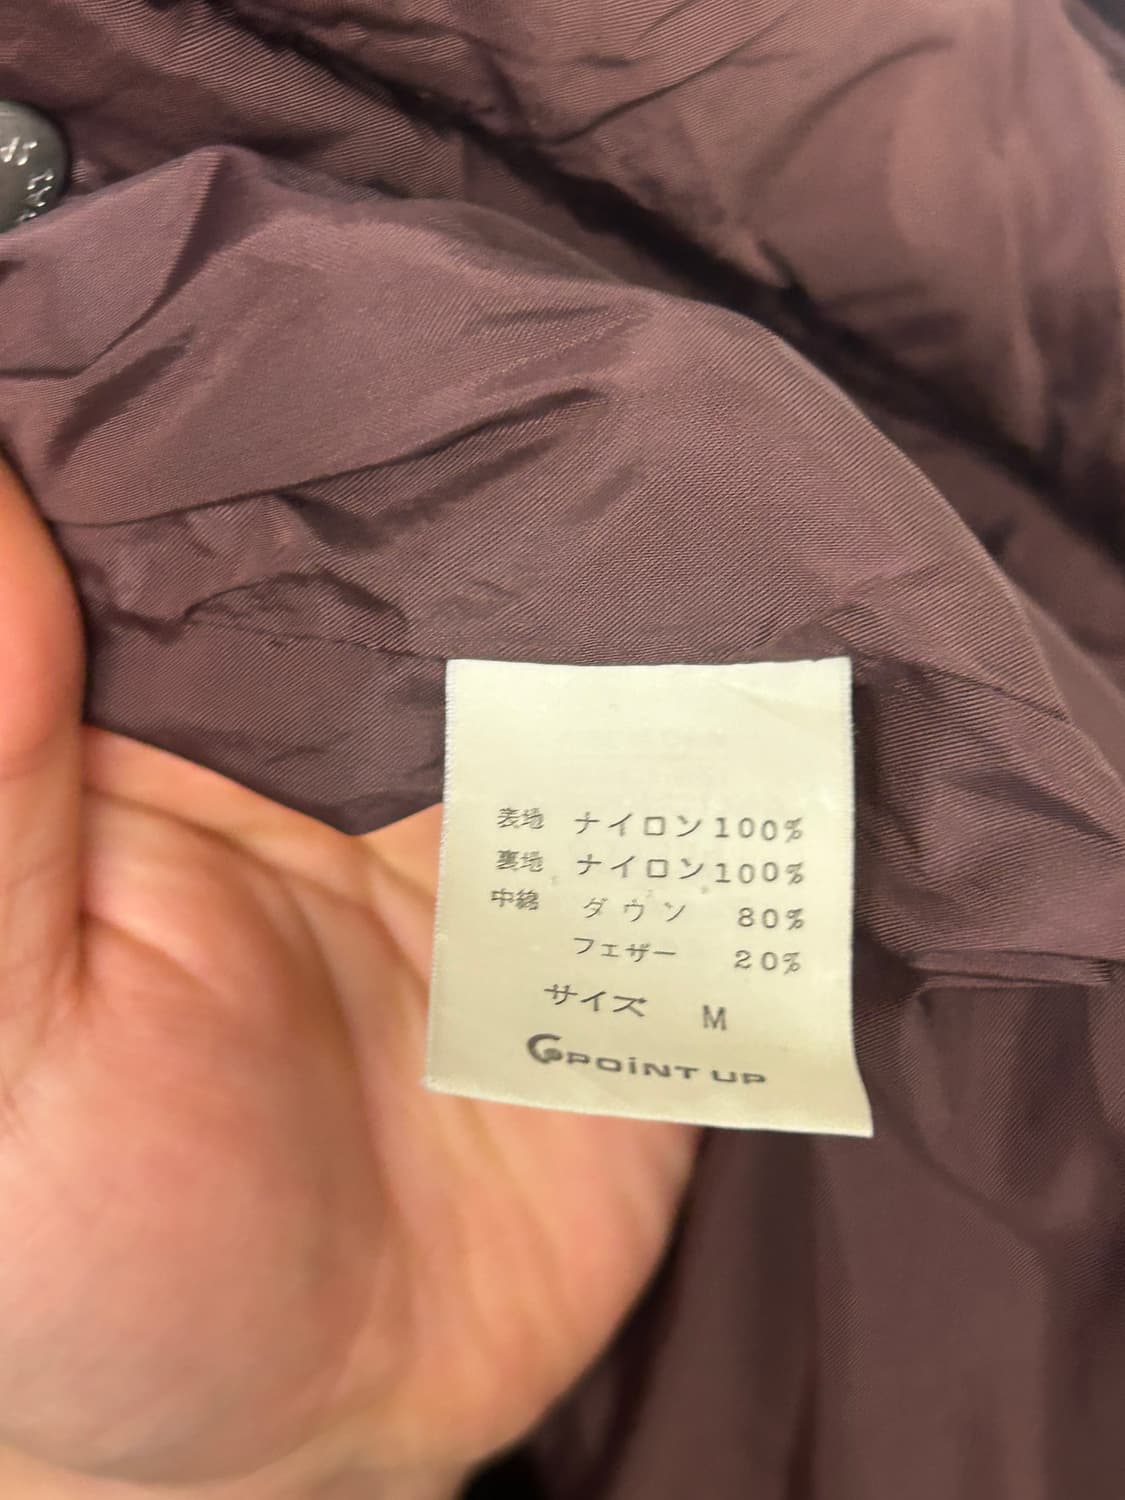 表地 ナイロン100%
裏地 ナイロン100%
中綿 ダウン 80%
フェザー 20%
サイズ M
POiNT UP